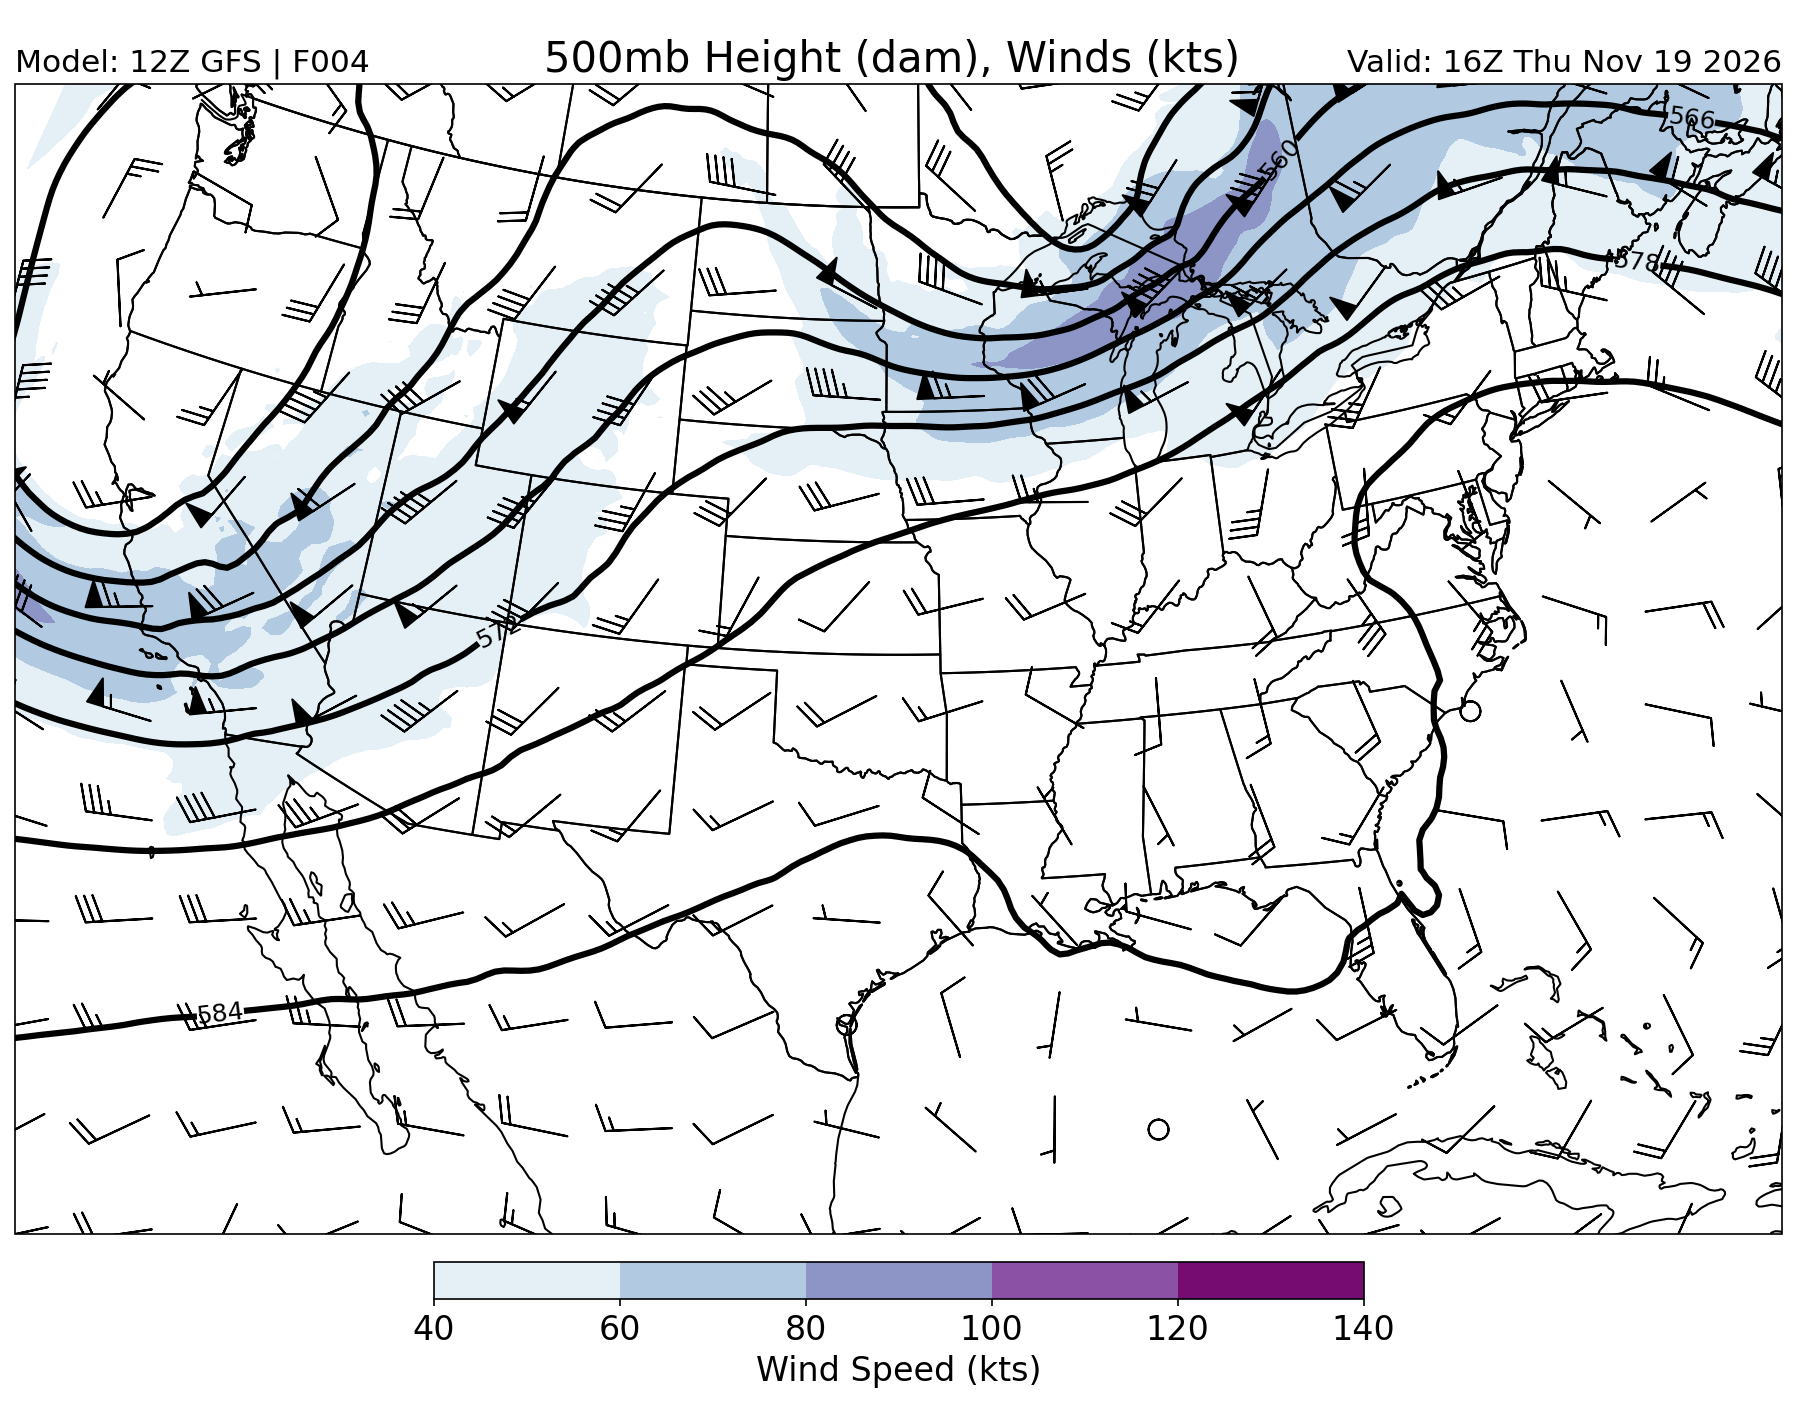 Model: 12Z GFS | F004
500mb Height (dam), Winds (kts)
Valid: 16Z Thu Nov 19 2026
566
560
578
572
584
40 60 80 100 120 140
Wind Speed (kts)